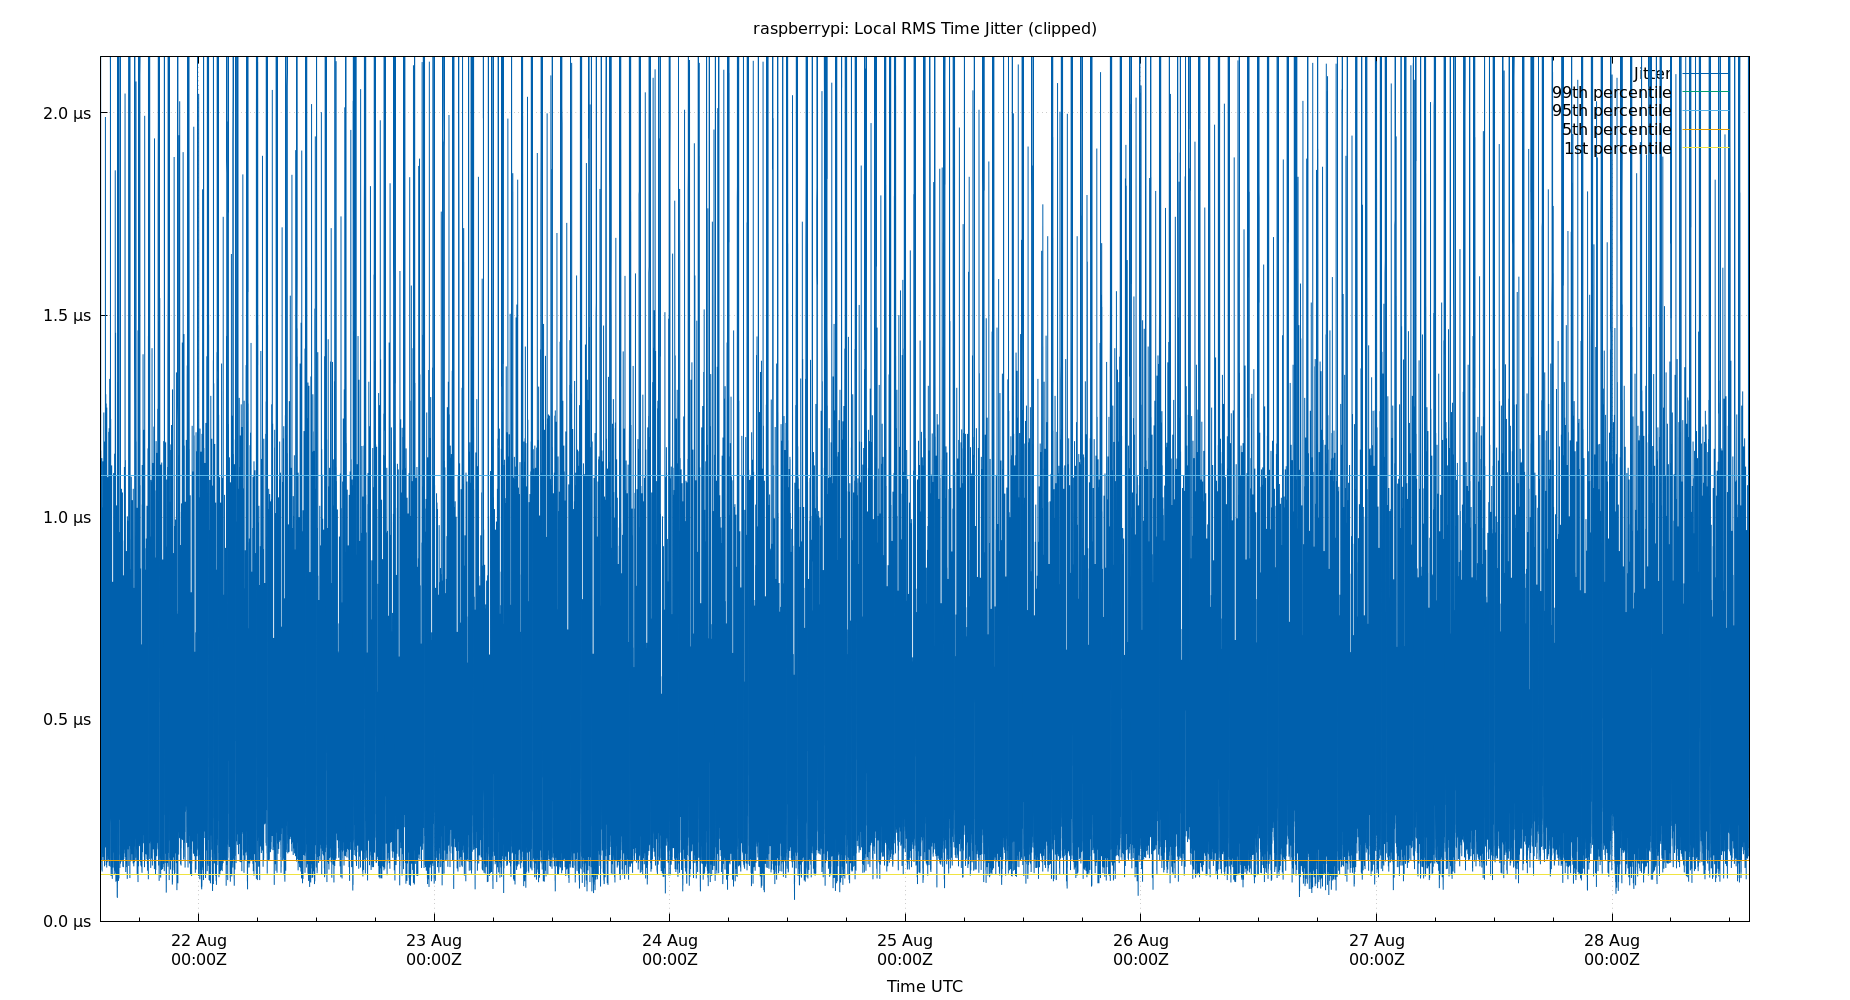 raspberrypi: Local RMS Time Jitter (clipped)
Jitter
99th percentile
95th percentile
5th percentile
1st percentile
2.0 µs
1.5 µs
1.0 µs
0.5 µs
0.0 µs
22 Aug 23 Aug 24 Aug 25 Aug 26 Aug 27 Aug 28 Aug
00:00Z 00:00Z 00:00Z 00:00Z 00:00Z 00:00Z 00:00Z
Time UTC